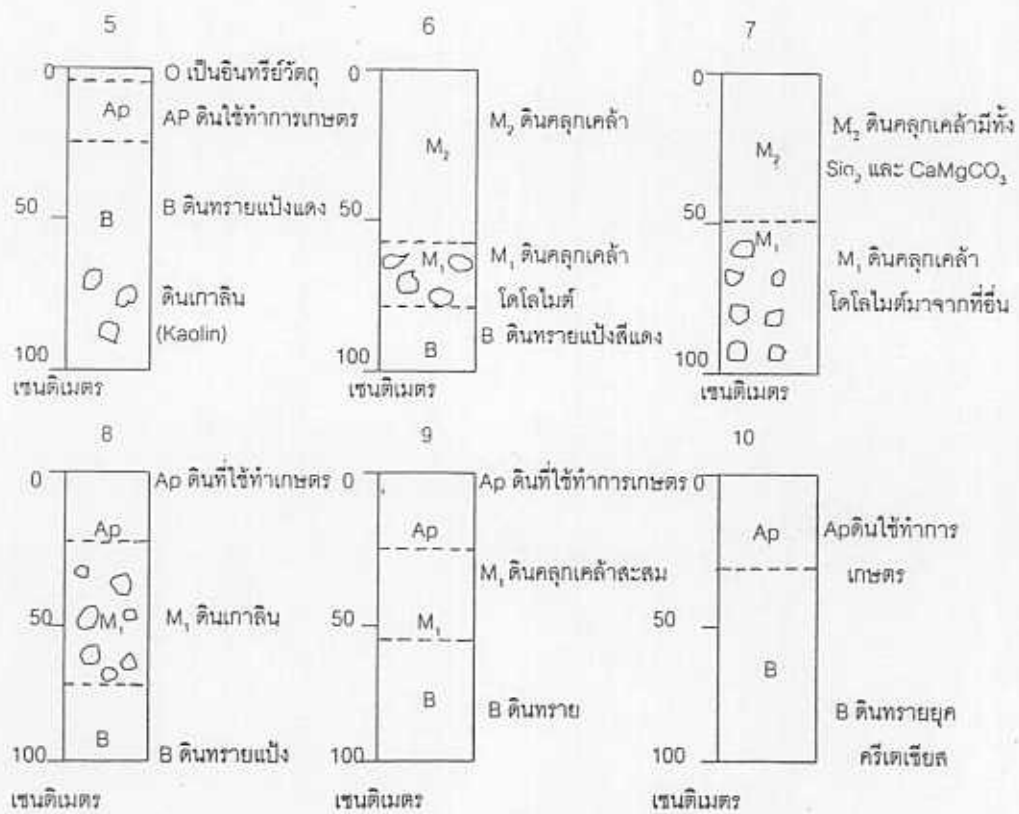 5
0
O เป็นอินทรีย์วัตถุ
Ap
AP ดินใช้ทำการเกษตร
50
B
B ดินทรายแป้งแดง
ดินเกาลิน
(Kaolin)
100
เซนติเมตร
6
0
M₂
M₂ ดินคลุกเคล้า
50
M₁
M₁ ดินคลุกเคล้า
โดโลไมต์
B
B ดินทรายแป้งสีแดง
100
เซนติเมตร
7
0
M₂
M₂ ดินคลุกเคล้ามีทั้ง
Sin₂ และ CaMgCO₃
50
M₁
M₁ ดินคลุกเคล้า
โดโลไมต์มาจากที่อื่น
100
เซนติเมตร
8
0
Ap ดินที่ใช้ทำเกษตร
Ap
50
M₁
M₁ ดินเกาลิน
B
B ดินทรายแป้ง
100
เซนติเมตร
9
0
Ap ดินที่ใช้ทำการเกษตร
Ap
M₁ ดินคลุกเคล้าสะสม
50
M₁
B
B ดินทราย
100
เซนติเมตร
10
0
Ap
Apดินใช้ทำการ
เกษตร
50
B
B ดินทรายยุค
ครีเตเซียส
100
เซนติเมตร